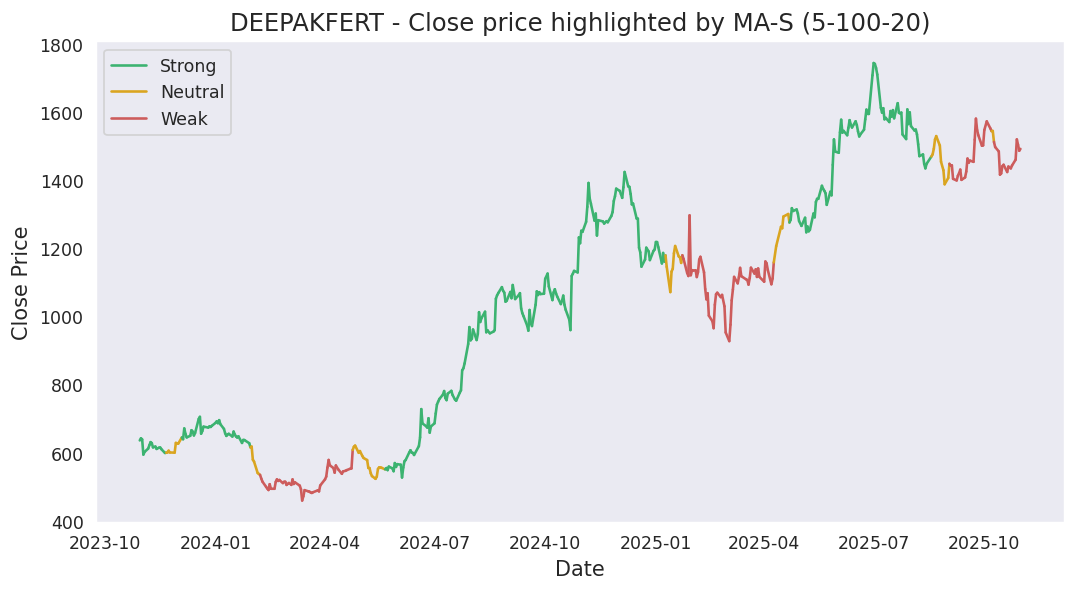 DEEPAKFERT - Close price highlighted by MA-S (5-100-20)
Strong
Neutral
Weak
Close Price
1800
1600
1400
1200
1000
800
600
400
2023-10 2024-01 2024-04 2024-07 2024-10 2025-01 2025-04 2025-07 2025-10
Date